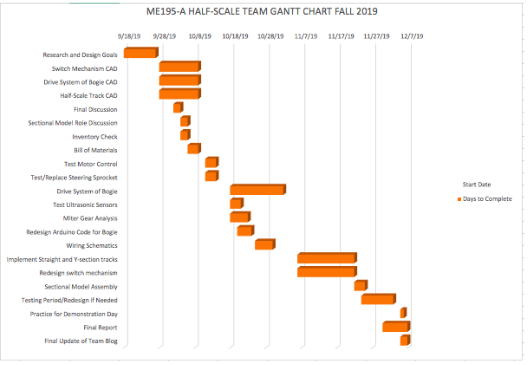 ME195-A HALF-SCALE TEAM GANTT CHART FALL 2019
9/18/19 9/28/19 10/8/19 10/18/19 10/28/19 11/7/19 11/17/19 11/27/19 12/7/19
Research and Design Goals
Switch Mechanism CAD
Drive System of Bogie CAD
Half-Scale Track CAD
Final Discussion
Sectional Model Role Discussion
Inventory Check
Bill of Materials
Test Motor Control
Test/Replace Steering Sprocket
Drive System of Bogie
Test Ultrasonic Sensors
Miter Gear Analysis
Redesign Arduino Code for Bogie
Wiring Schematics
Implement Straight and Y-section tracks
Redesign switch mechanism
Sectional Model Assembly
Testing Period/Redesign if Needed
Practice for Demonstration Day
Final Report
Final Update of Team Blog
Start Date
Days to Complete